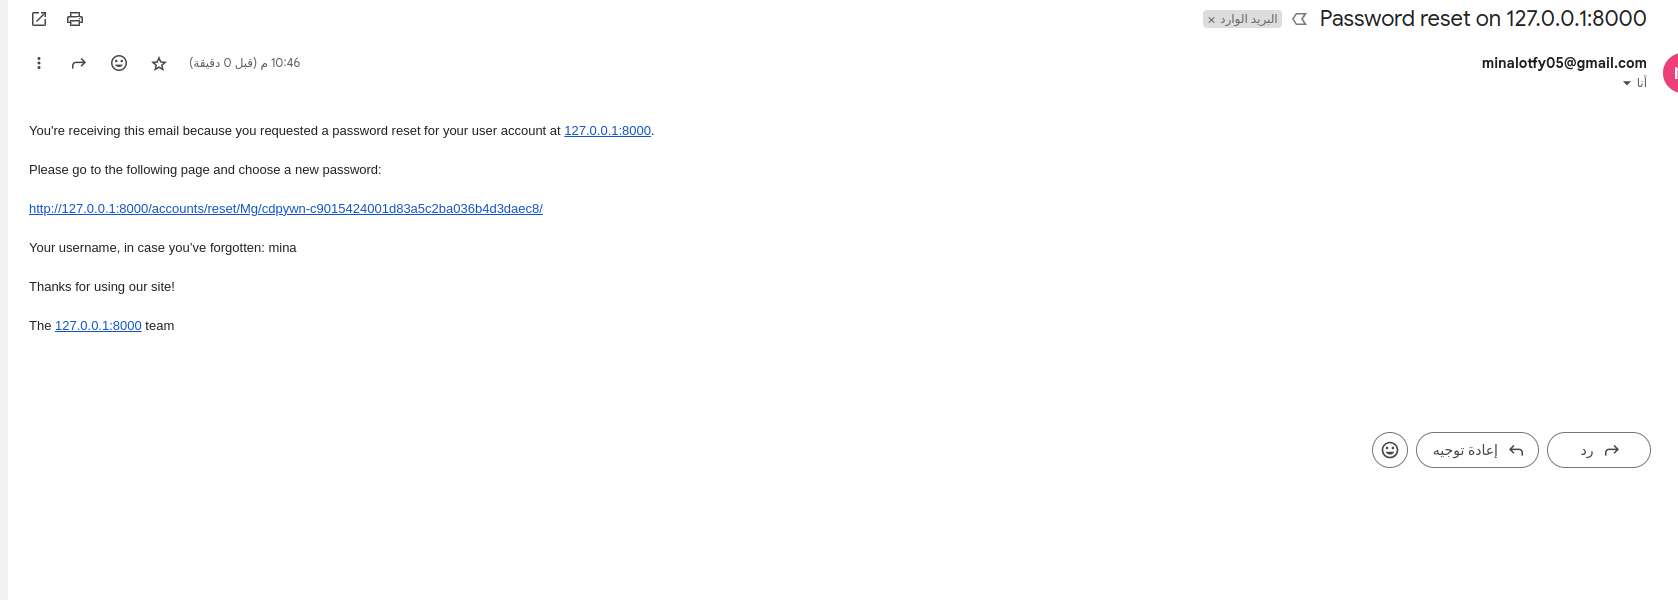 Password reset on 127.0.0.1:8000
البريد الوارد ×
minalotfy05@gmail.com
10:46 م (قبل 0 دقيقة)
أنا
You're receiving this email because you requested a password reset for your user account at 127.0.0.1:8000.
Please go to the following page and choose a new password:
http://127.0.0.1:8000/accounts/reset/Mg/cdpywn-c9015424001d83a5c2ba036b4d3daec8/
Your username, in case you've forgotten: mina
Thanks for using our site!
The 127.0.0.1:8000 team
رد
إعادة توجيه